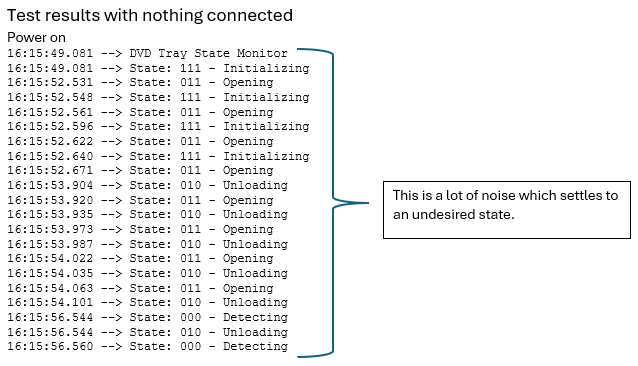 Test results with nothing connected
Power on
16:15:49.081 --> DVD Tray State Monitor
16:15:49.081 --> State: 111 - Initializing
16:15:52.531 --> State: 011 - Opening
16:15:52.548 --> State: 111 - Initializing
16:15:52.561 --> State: 011 - Opening
16:15:52.596 --> State: 111 - Initializing
16:15:52.622 --> State: 011 - Opening
16:15:52.640 --> State: 111 - Initializing
16:15:52.671 --> State: 011 - Opening
16:15:53.904 --> State: 010 - Unloading
16:15:53.920 --> State: 011 - Opening
16:15:53.935 --> State: 010 - Unloading
16:15:53.973 --> State: 011 - Opening
16:15:53.987 --> State: 010 - Unloading
16:15:54.022 --> State: 011 - Opening
16:15:54.035 --> State: 010 - Unloading
16:15:54.063 --> State: 011 - Opening
16:15:54.101 --> State: 010 - Unloading
16:15:56.544 --> State: 000 - Detecting
16:15:56.544 --> State: 010 - Unloading
16:15:56.560 --> State: 000 - Detecting
This is a lot of noise which settles to
an undesired state.